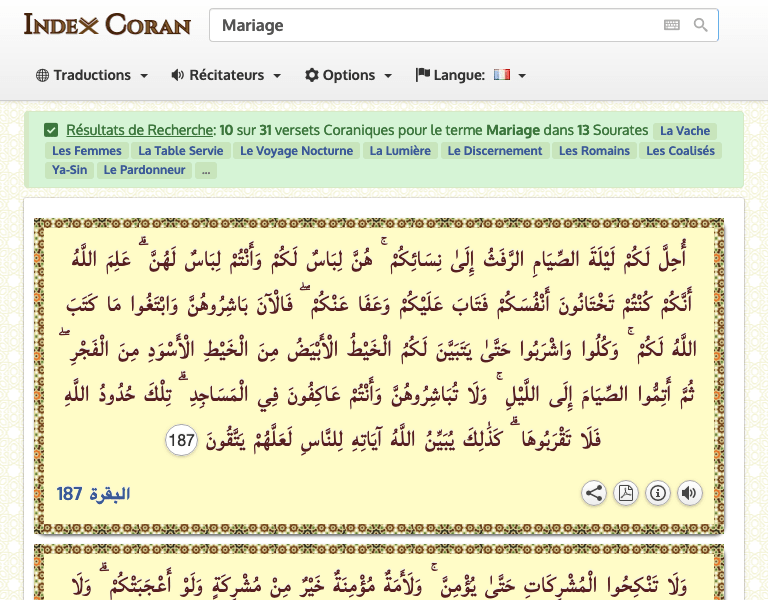 Index Coran
Mariage
Traductions
Récitateurs
Options
Langue:
Résultats de Recherche: 10 sur 31 versets Coraniques pour le terme Mariage dans 13 Sourates La Vache
Les Femmes La Table Servie Le Voyage Nocturne La Lumière Le Discernement Les Romains Les Coalisés
Ya-Sin Le Pardonneur ...
أُحِلَّ لَكُمْ لَيْلَةَ الصِّيَامِ الرَّفَثُ إِلَىٰ نِسَائِكُمْ ۚ هُنَّ لِبَاسٌ لَكُمْ وَأَنْتُمْ لِبَاسٌ لَهُنَّ ۗ عَلِمَ اللَّهُ
أَنَّكُمْ كُنْتُمْ تَخْتَانُونَ أَنْفُسَكُمْ فَتَابَ عَلَيْكُمْ وَعَفَا عَنْكُمْ ۖ فَالْآنَ بَاشِرُوهُنَّ وَابْتَغُوا مَا كَتَبَ
اللَّهُ لَكُمْ ۚ وَكُلُوا وَاشْرَبُوا حَتَّىٰ يَتَبَيَّنَ لَكُمُ الْخَيْطُ الْأَبْيَضُ مِنَ الْخَيْطِ الْأَسْوَدِ مِنَ الْفَجْرِ ۖ
ثُمَّ أَتِمُّوا الصِّيَامَ إِلَى اللَّيْلِ ۚ وَلَا تُبَاشِرُوهُنَّ وَأَنْتُمْ عَاكِفُونَ فِي الْمَسَاجِدِ ۗ تِلْكَ حُدُودُ اللَّهِ
فَلَا تَقْرَبُوهَا ۗ كَذَٰلِكَ يُبَيِّنُ اللَّهُ آيَاتِهِ لِلنَّاسِ لَعَلَّهُمْ يَتَّقُونَ 187
البقرة 187
وَلَا تَنْكِحُوا الْمُشْرِكَاتِ حَتَّىٰ يُؤْمِنَّ ۚ وَلَأَمَةٌ مُؤْمِنَةٌ خَيْرٌ مِنْ مُشْرِكَةٍ وَلَوْ أَعْجَبَتْكُمْ ۗ وَلَا